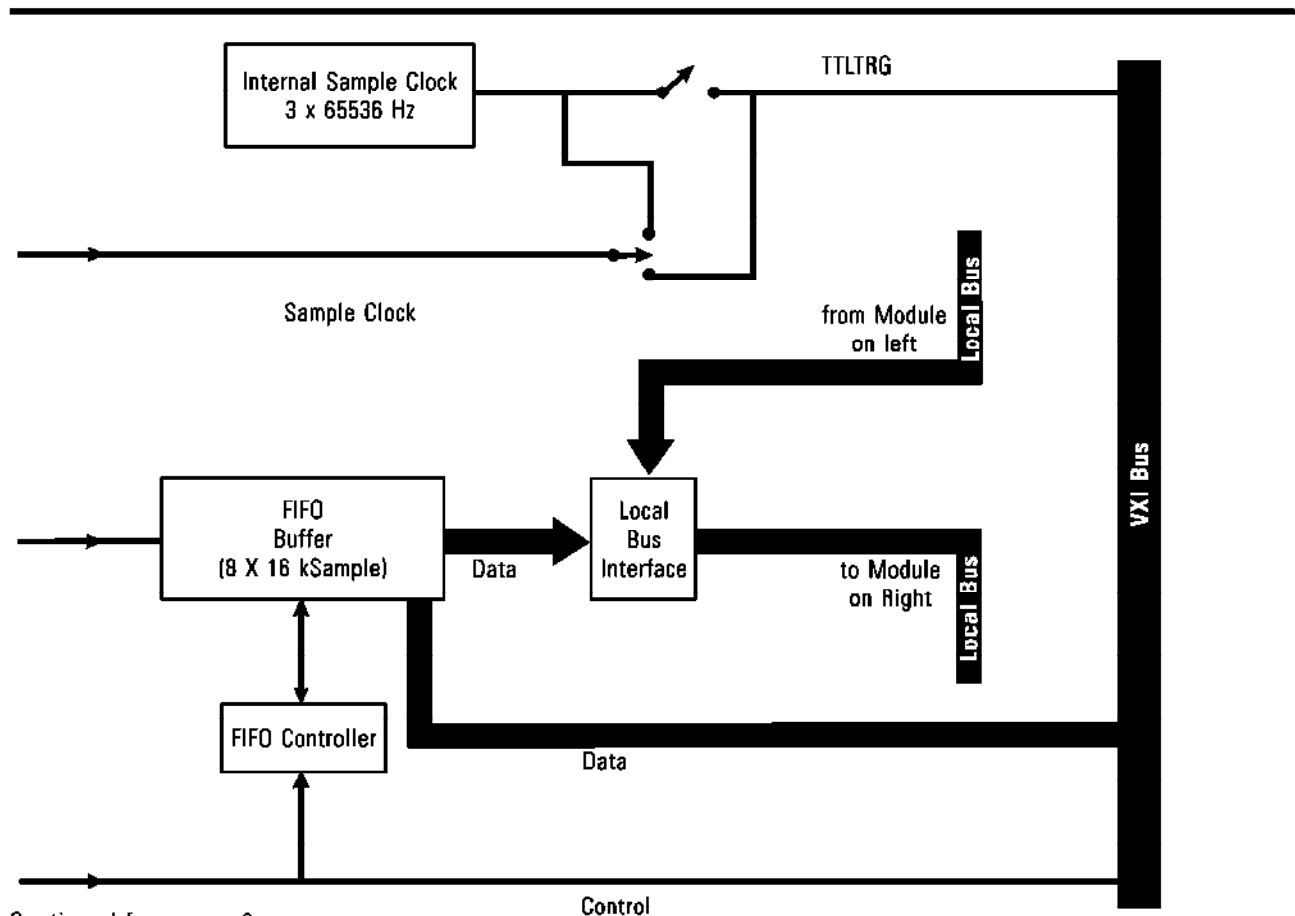 Internal Sample Clock
3 x 65536 Hz
TTLTRG
Sample Clock
from Module
on left
Local Bus
VXI Bus
FIFO
Buffer
(8 X 16 kSample)
Data
Local
Bus
Interface
to Module
on Right
Local Bus
FIFO Controller
Data
Control